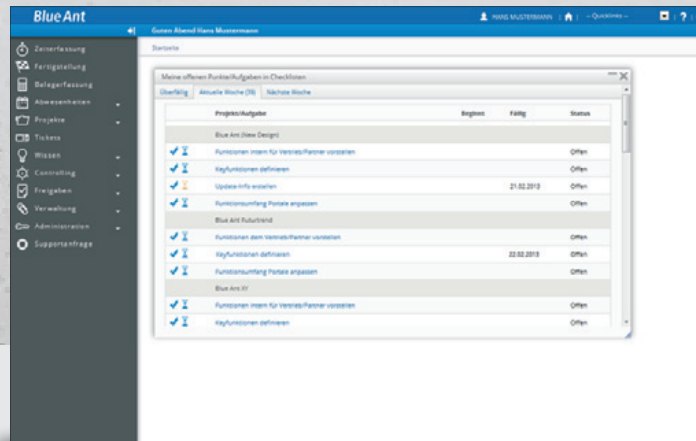 Blue Ant
HANS MUSTERMANN
-- Quicklinks --
Guten Abend Hans Mustermann
Startseite
Zeiterfassung
Fertigstellung
Belegerfassung
Abwesenheiten
Projekte
Tickets
Wissen
Controlling
Freigaben
Verwaltung
Administration
Supportanfrage
Meine offenen Punkte/Aufgaben in Checklisten
Überfällig Aktuelle Woche (39) Nächste Woche
Projekt/Aufgabe Beginnt Fällig Status
Blue Ant (New Design)
Funktionen intern für Vertrieb/Partner vorstellen Offen
Keyfunktionen definieren Offen
Update-Info erstellen 21.02.2013 Offen
Funktionsumfang Portale anpassen Offen
Blue Ant Futurtrend
Funktionen dem Vertrieb/Partner vorstellen Offen
Keyfunktionen definieren 22.02.2013 Offen
Funktionsumfang Portale anpassen Offen
Blue Ant XY
Funktionen intern für Vertrieb/Partner vorstellen Offen
Keyfunktionen definieren Offen